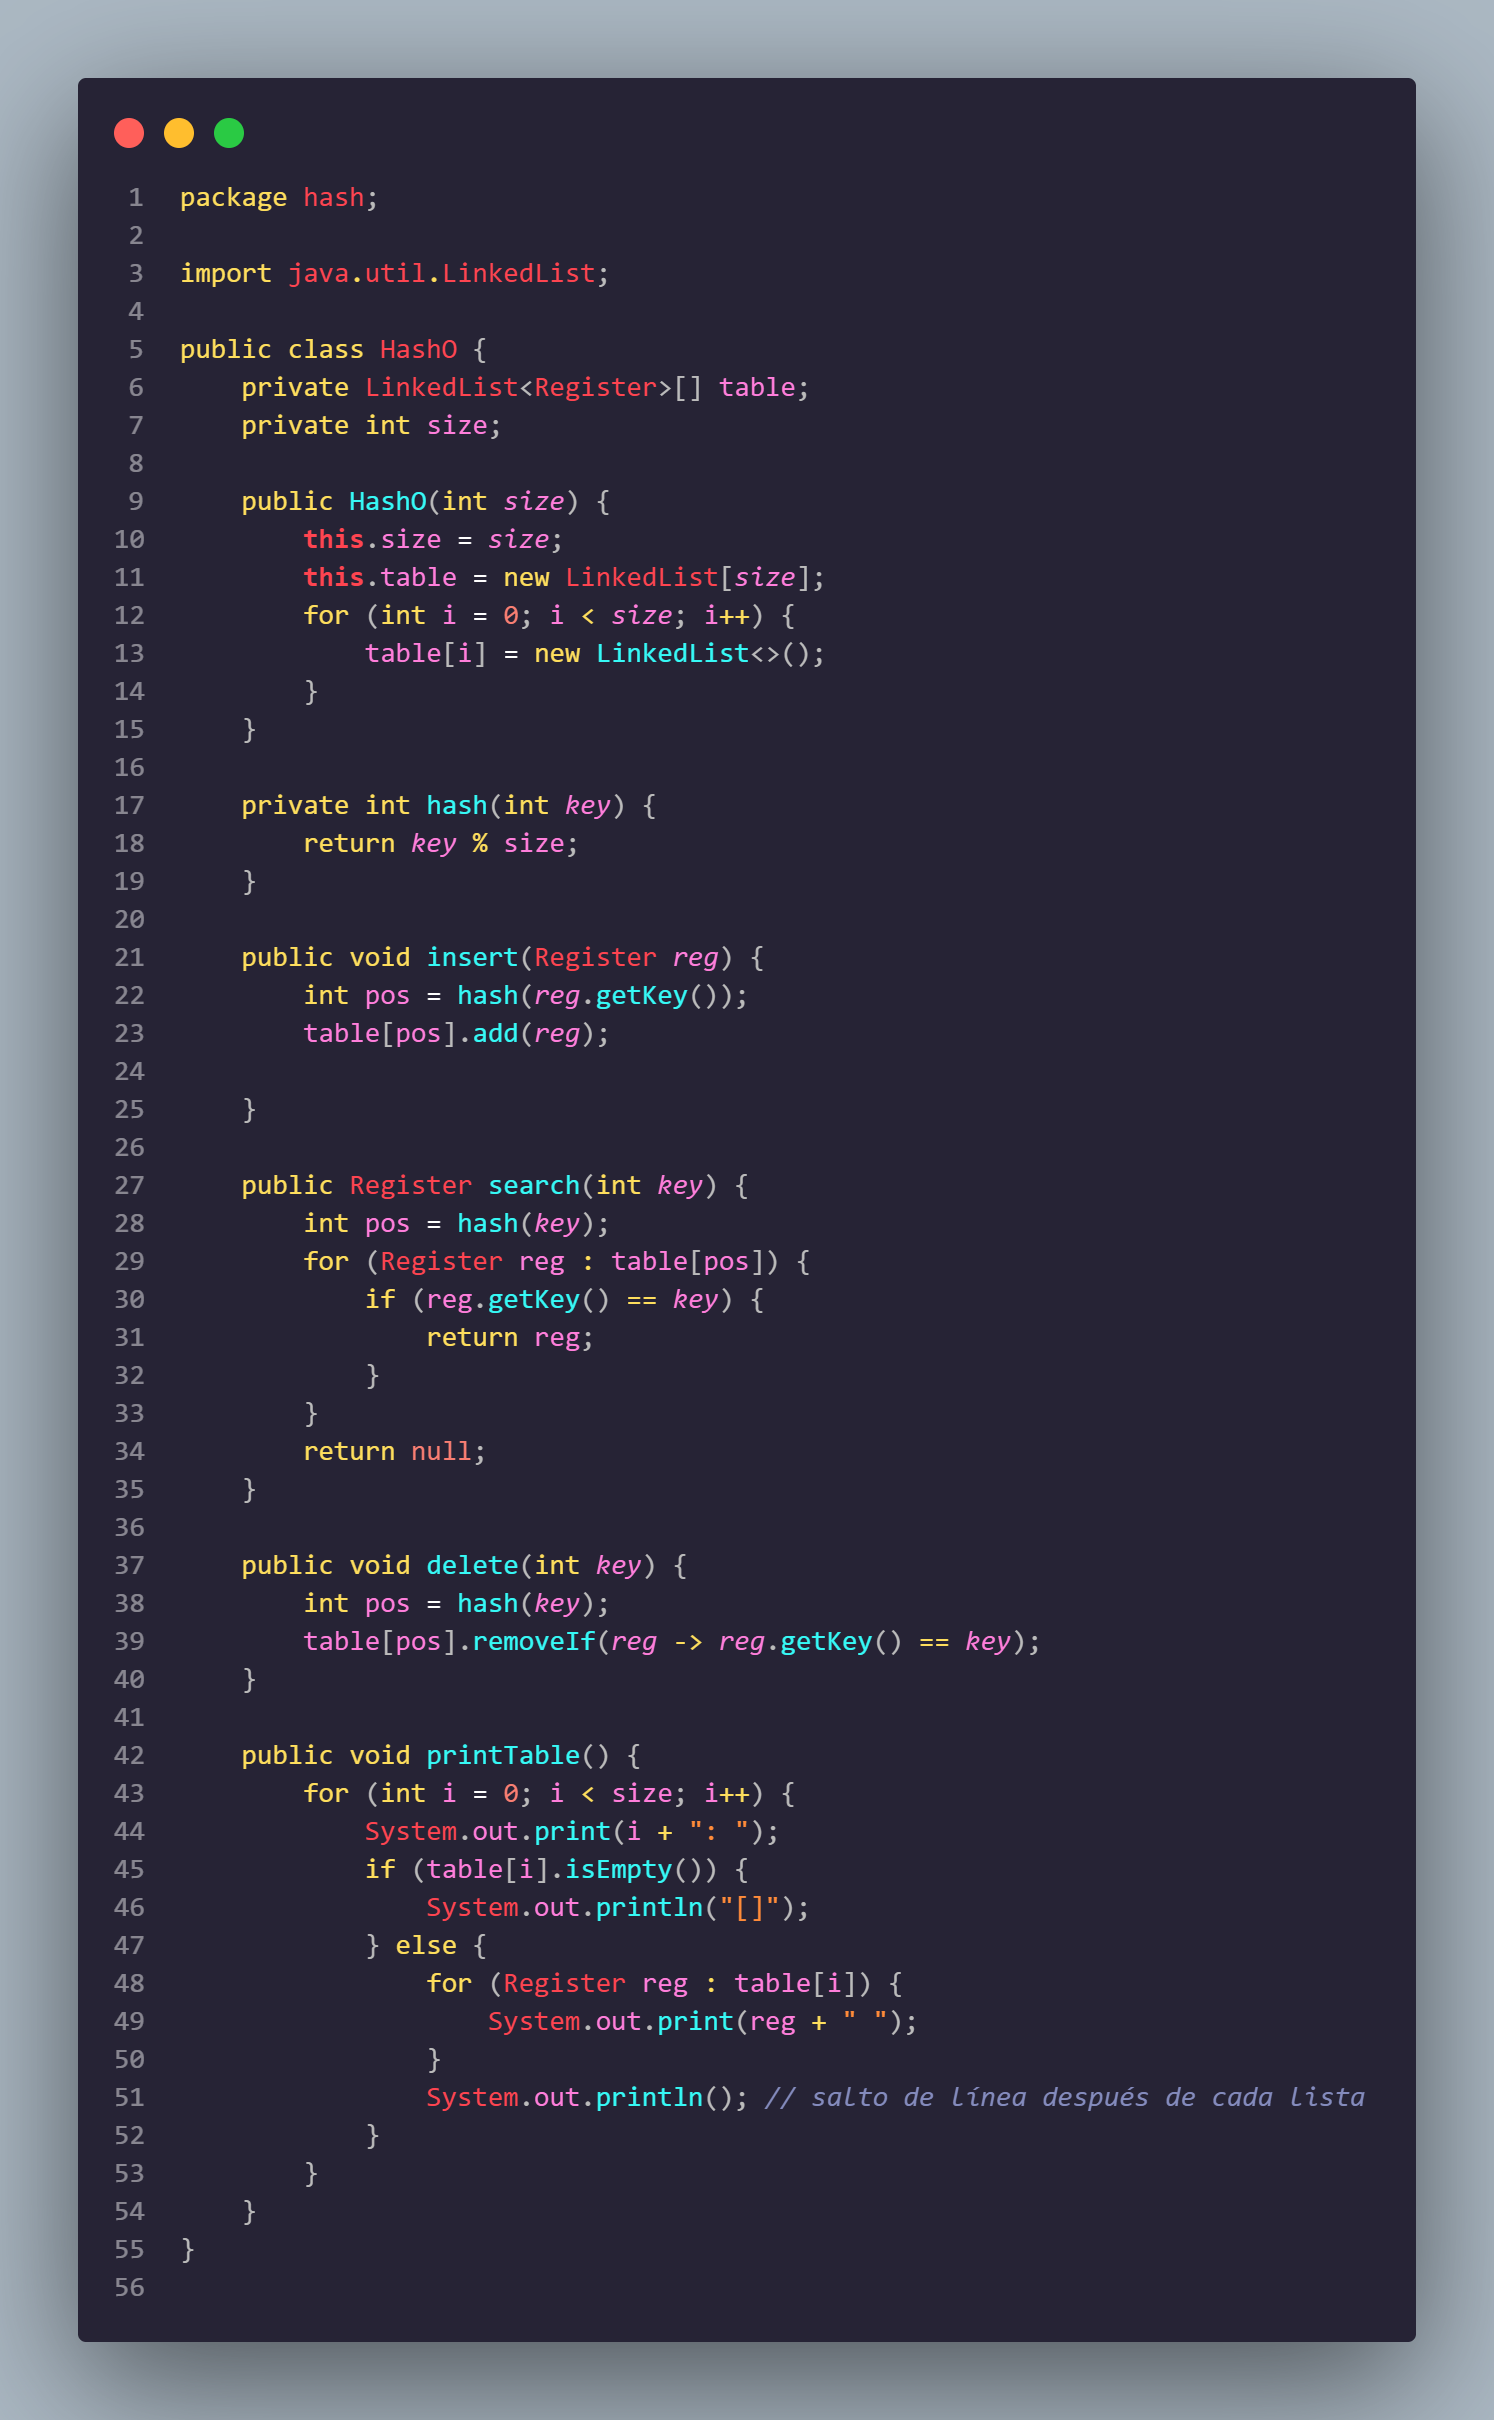 1 package hash;
2
3 import java.util.LinkedList;
4
5 public class HashO {
6     private LinkedList<Register>[] table;
7     private int size;
8
9     public HashO(int size) {
10         this.size = size;
11         this.table = new LinkedList[size];
12         for (int i = 0; i < size; i++) {
13             table[i] = new LinkedList<>();
14         }
15     }
16
17     private int hash(int key) {
18         return key % size;
19     }
20
21     public void insert(Register reg) {
22         int pos = hash(reg.getKey());
23         table[pos].add(reg);
24
25     }
26
27     public Register search(int key) {
28         int pos = hash(key);
29         for (Register reg : table[pos]) {
30             if (reg.getKey() == key) {
31                 return reg;
32             }
33         }
34         return null;
35     }
36
37     public void delete(int key) {
38         int pos = hash(key);
39         table[pos].removeIf(reg -> reg.getKey() == key);
40     }
41
42     public void printTable() {
43         for (int i = 0; i < size; i++) {
44             System.out.print(i + ": ");
45             if (table[i].isEmpty()) {
46                 System.out.println("[]");
47             } else {
48                 for (Register reg : table[i]) {
49                     System.out.print(reg + " ");
50                 }
51                 System.out.println(); // salto de línea después de cada lista
52             }
53         }
54     }
55 }
56